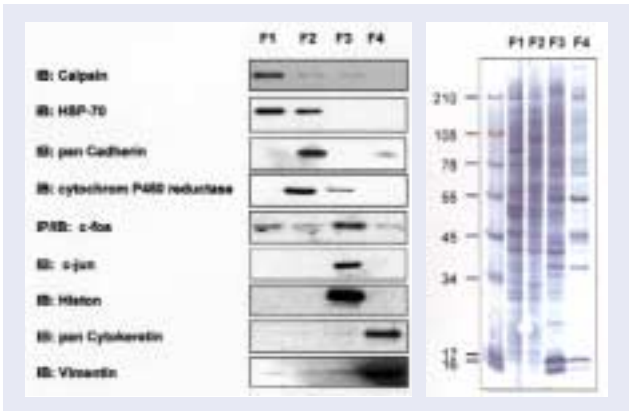 F1 F2 F3 F4
IB: Calpain
IB: HSP-70
IB: pan Cadherin
IB: cytochrom P450 reductase
IP/IB: c-fos
IB: c-jun
IB: Histon
IB: pan Cytokeratin
IB: Vimentin
F1 F2 F3 F4
210
108
78
55
45
34
17
16